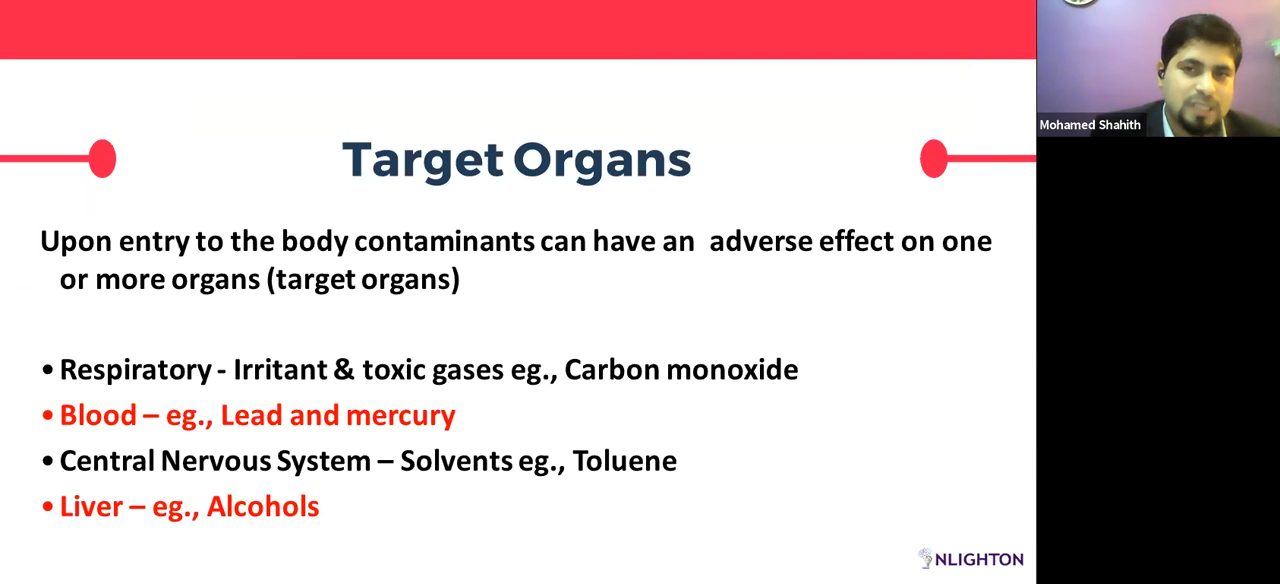 Target Organs
Upon entry to the body contaminants can have an adverse effect on one
or more organs (target organs)
• Respiratory - Irritant & toxic gases eg., Carbon monoxide
• Blood – eg., Lead and mercury
• Central Nervous System – Solvents eg., Toluene
• Liver – eg., Alcohols
NLIGHTON
Mohamed Shahith